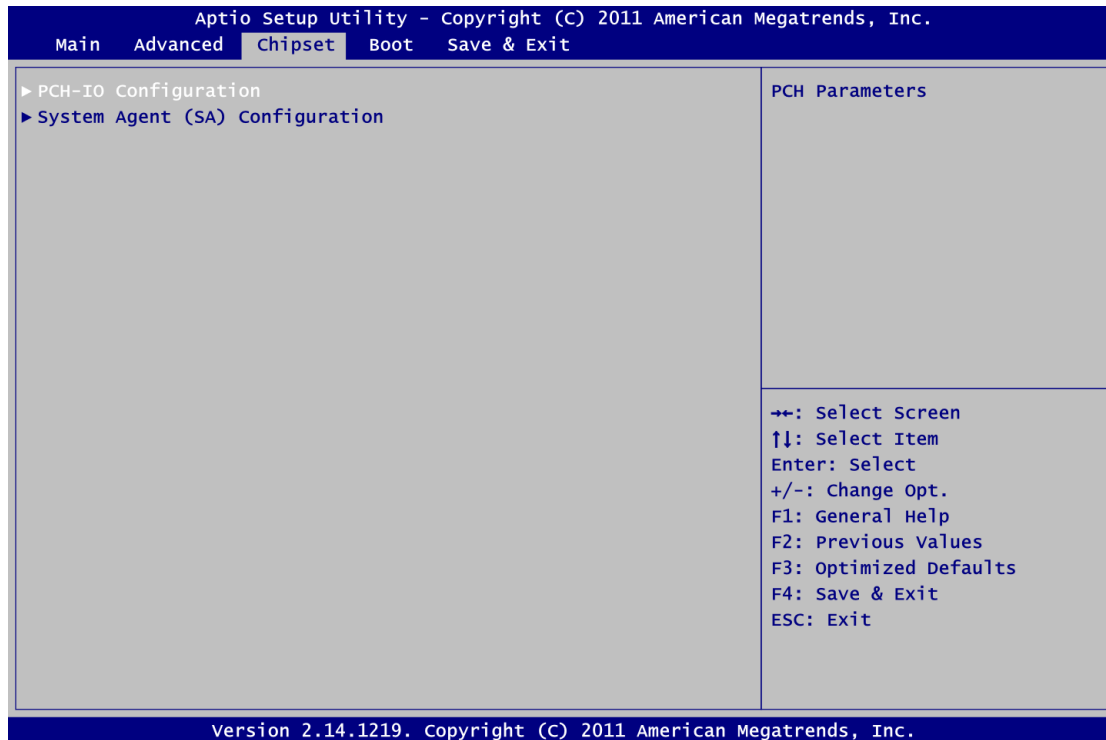 Aptio Setup Utility - Copyright (C) 2011 American Megatrends, Inc.
Main Advanced Chipset Boot Save & Exit
►PCH-IO Configuration
►System Agent (SA) Configuration
PCH Parameters
→←: Select Screen
↑↓: Select Item
Enter: Select
+/-: Change Opt.
F1: General Help
F2: Previous Values
F3: Optimized Defaults
F4: Save & Exit
ESC: Exit
Version 2.14.1219. Copyright (C) 2011 American Megatrends, Inc.